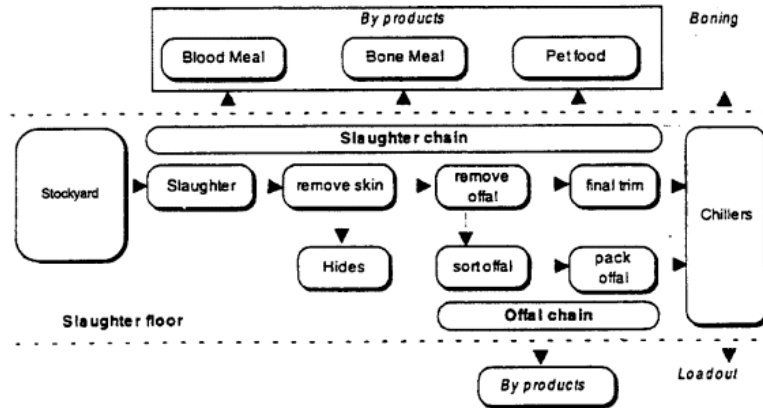 By products
Boning
Blood Meal
Bone Meal
Pet food
Slaughter chain
Stockyard
Slaughter
remove skin
remove
offal
final trim
Chillers
Hides
sort offal
pack
offal
Slaughter floor
Offal chain
By products
Loadout